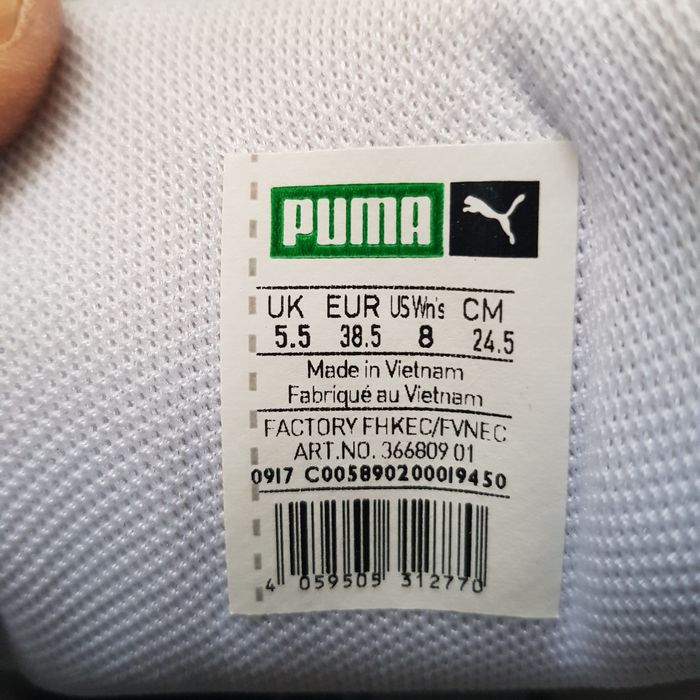 PUMA
UK EUR US Wn's CM
5.5 38.5 8 24.5
Made in Vietnam
Fabriqué au Vietnam
FACTORY FHKEC/FVNEC
ART.NO. 366809 01
0917 C00589020001945O
4 059505 312770